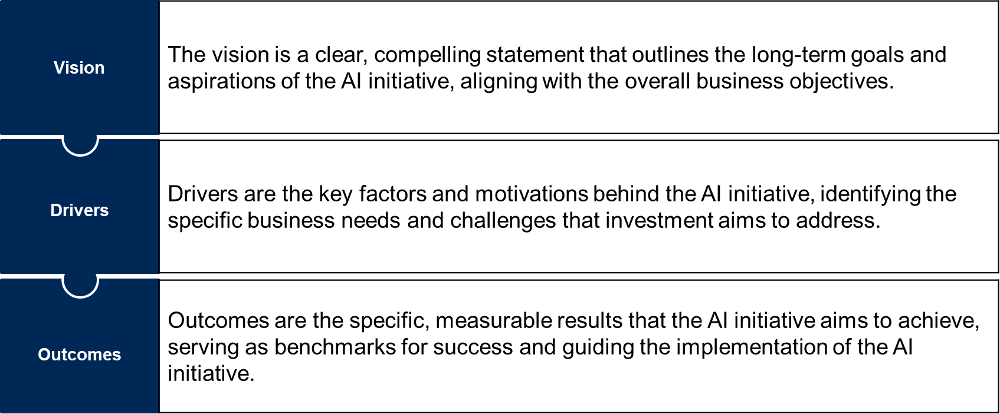 Vision
The vision is a clear, compelling statement that outlines the long-term goals and
aspirations of the AI initiative, aligning with the overall business objectives.
Drivers
Drivers are the key factors and motivations behind the AI initiative, identifying the
specific business needs and challenges that investment aims to address.
Outcomes
Outcomes are the specific, measurable results that the AI initiative aims to achieve,
serving as benchmarks for success and guiding the implementation of the AI
initiative.